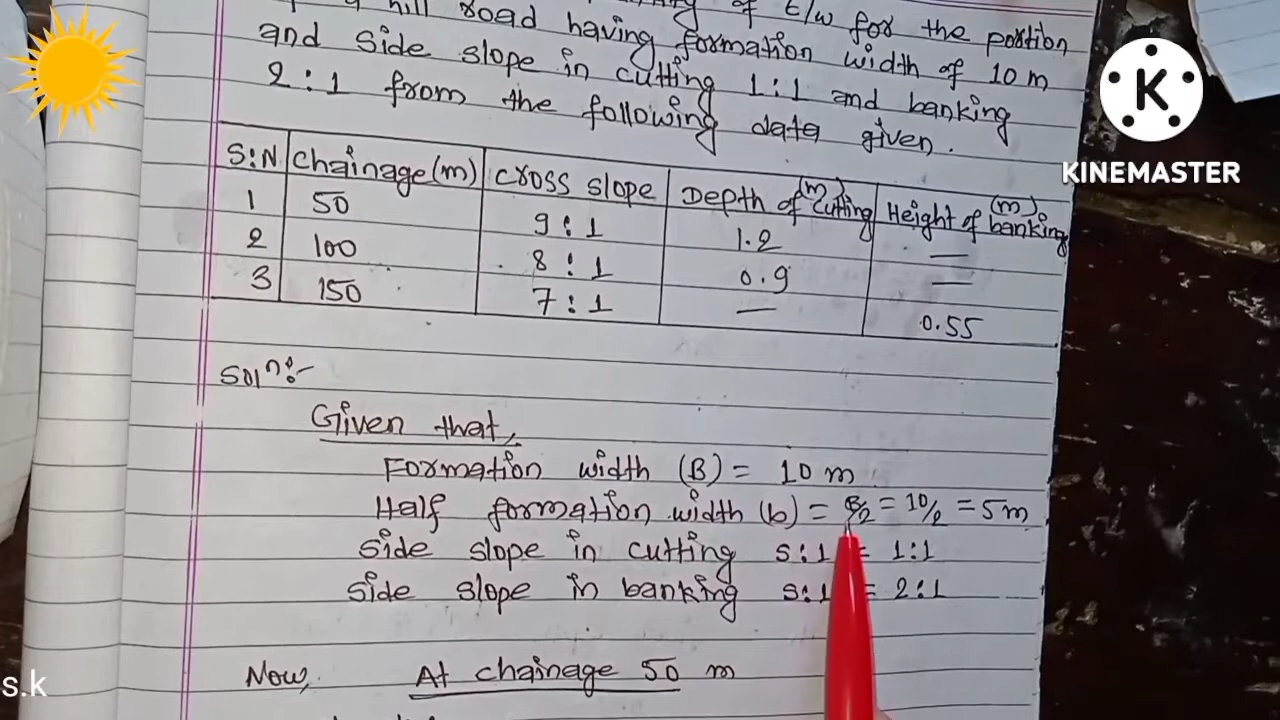 hill road having formation width of 10 m
of E/W for the portion
and side slope in cutting 1:1 and banking
2:1 from the following data given.
S:N Chainage(m) Cross slope Depth of cutting (m) Height of banking (m)
1 50 9:1 1.2 —
2 100 8:1 0.9 —
3 150 7:1 — 0.55
Solⁿ:-
Given that,
Formation width (B) = 10 m
Half formation width (b) = B/2 = 10/2 = 5m
Side slope in cutting s:1 = 1:1
Side slope in banking s:1 = 2:1
Now, At chainage 50 m
K
KINEMASTER
s.k